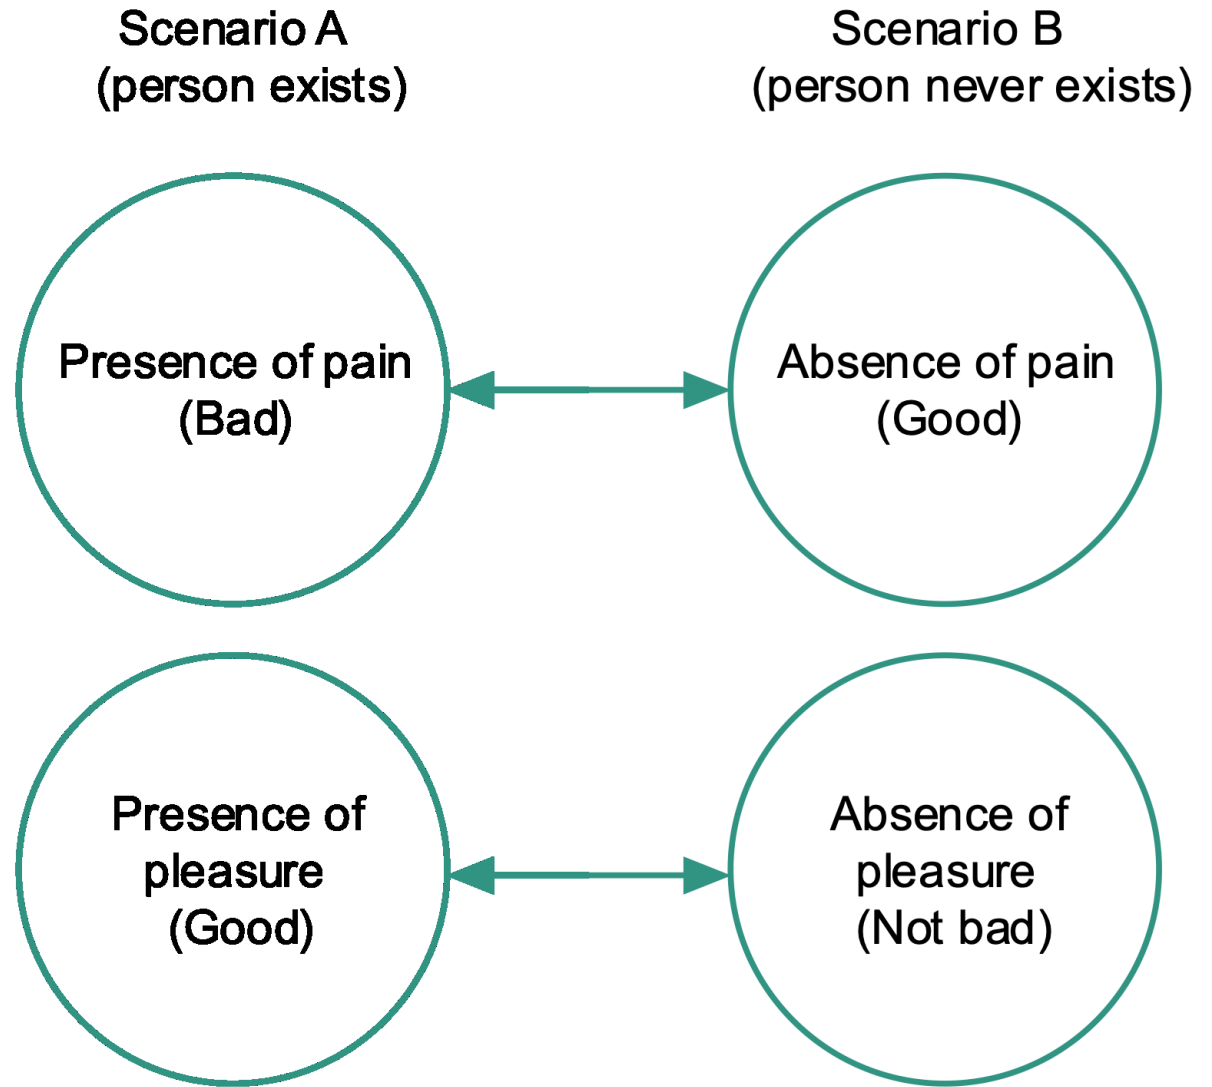 Scenario A
(person exists)
Scenario B
(person never exists)
Presence of pain
(Bad)
Absence of pain
(Good)
Presence of
pleasure
(Good)
Absence of
pleasure
(Not bad)